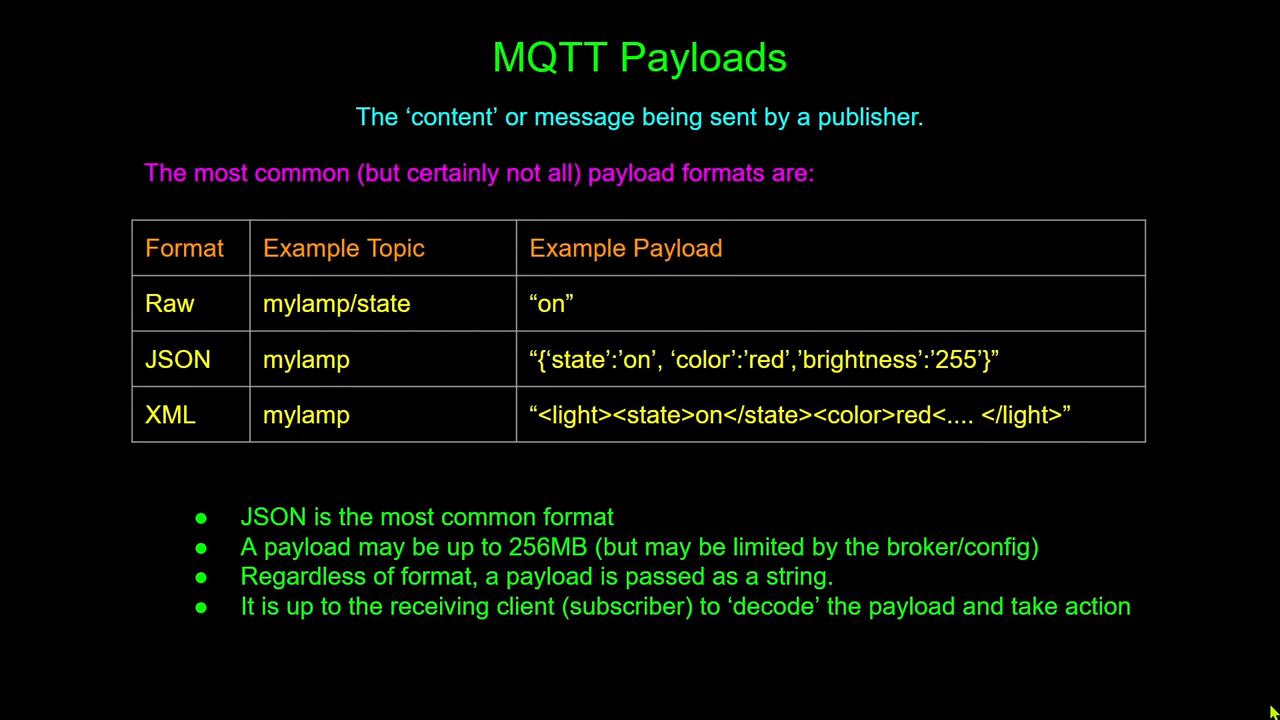 MQTT Payloads
The ‘content’ or message being sent by a publisher.
The most common (but certainly not all) payload formats are:
Format Example Topic Example Payload
Raw mylamp/state “on”
JSON mylamp “{‘state’:’on’, ‘color’:’red’,’brightness’:’255’}”
XML mylamp “<light><state>on</state><color>red<.... </light>”
● JSON is the most common format
● A payload may be up to 256MB (but may be limited by the broker/config)
● Regardless of format, a payload is passed as a string.
● It is up to the receiving client (subscriber) to ‘decode’ the payload and take action